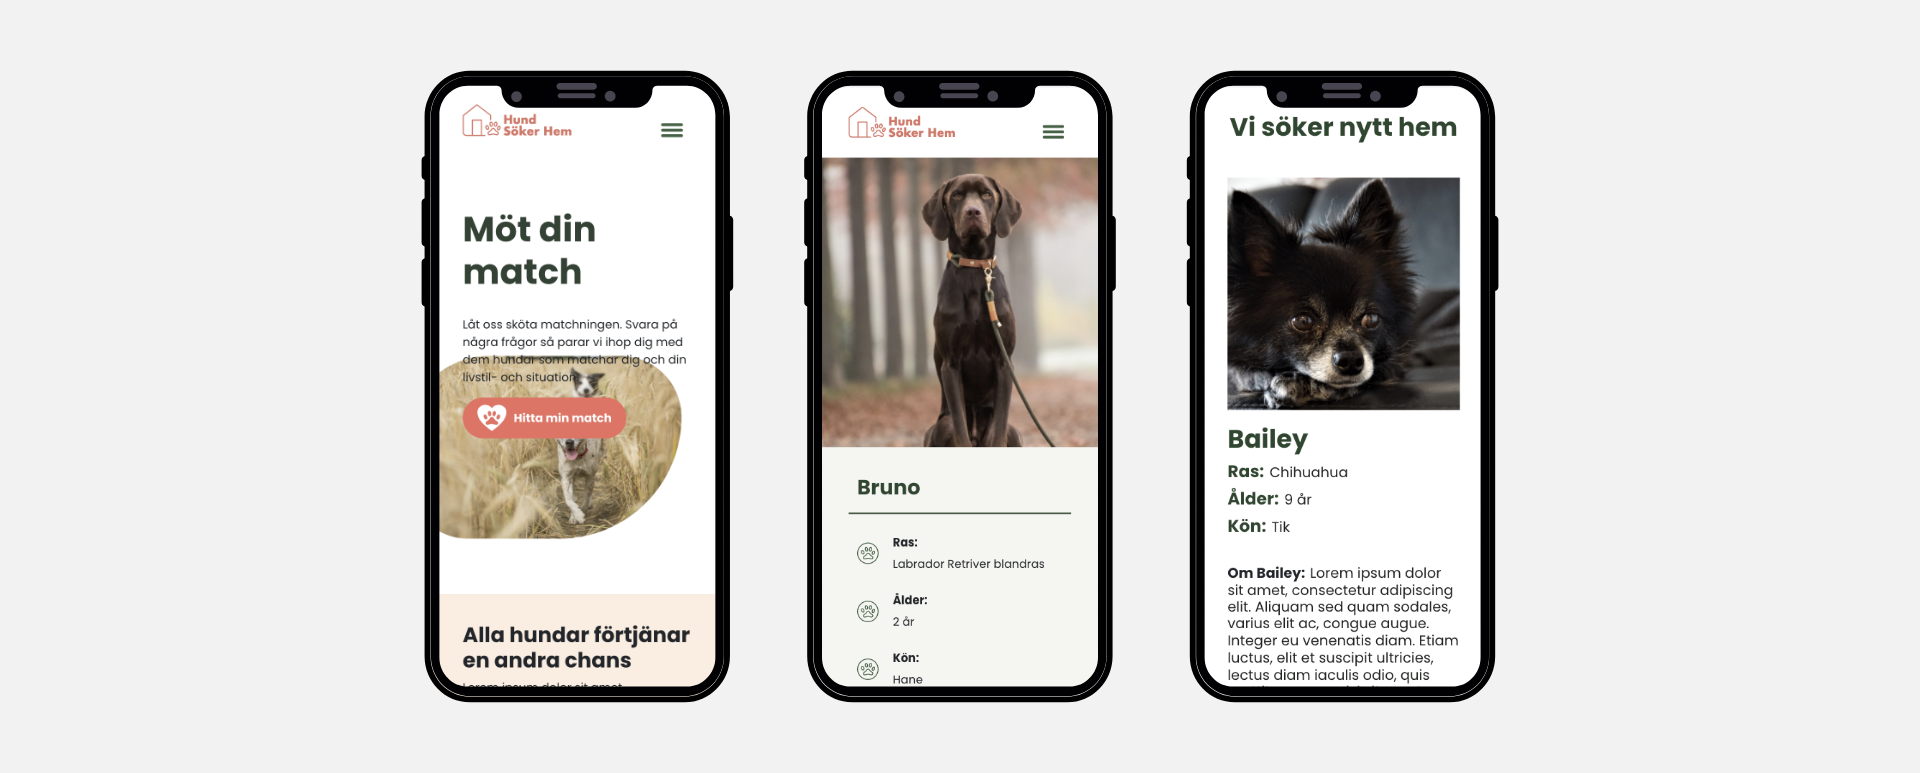 Hund
Söker Hem
Möt din
match
Låt oss sköta matchningen. Svara på
några frågor så parar vi ihop dig med
dem hundar som matchar dig och din
livstil- och situation
Hitta min match
Alla hundar förtjänar
en andra chans
Lorem ipsum dolor sit amet
Hund
Söker Hem
Bruno
Ras:
Labrador Retriver blandras
Ålder:
2 år
Kön:
Hane
Vi söker nytt hem
Bailey
Ras: Chihuahua
Ålder: 9 år
Kön: Tik
Om Bailey: Lorem ipsum dolor
sit amet, consectetur adipiscing
elit. Aliquam sed quam sodales,
varius elit ac, congue augue.
Integer eu venenatis diam. Etiam
luctus, elit et suscipit ultricies,
lectus diam iaculis odio, quis